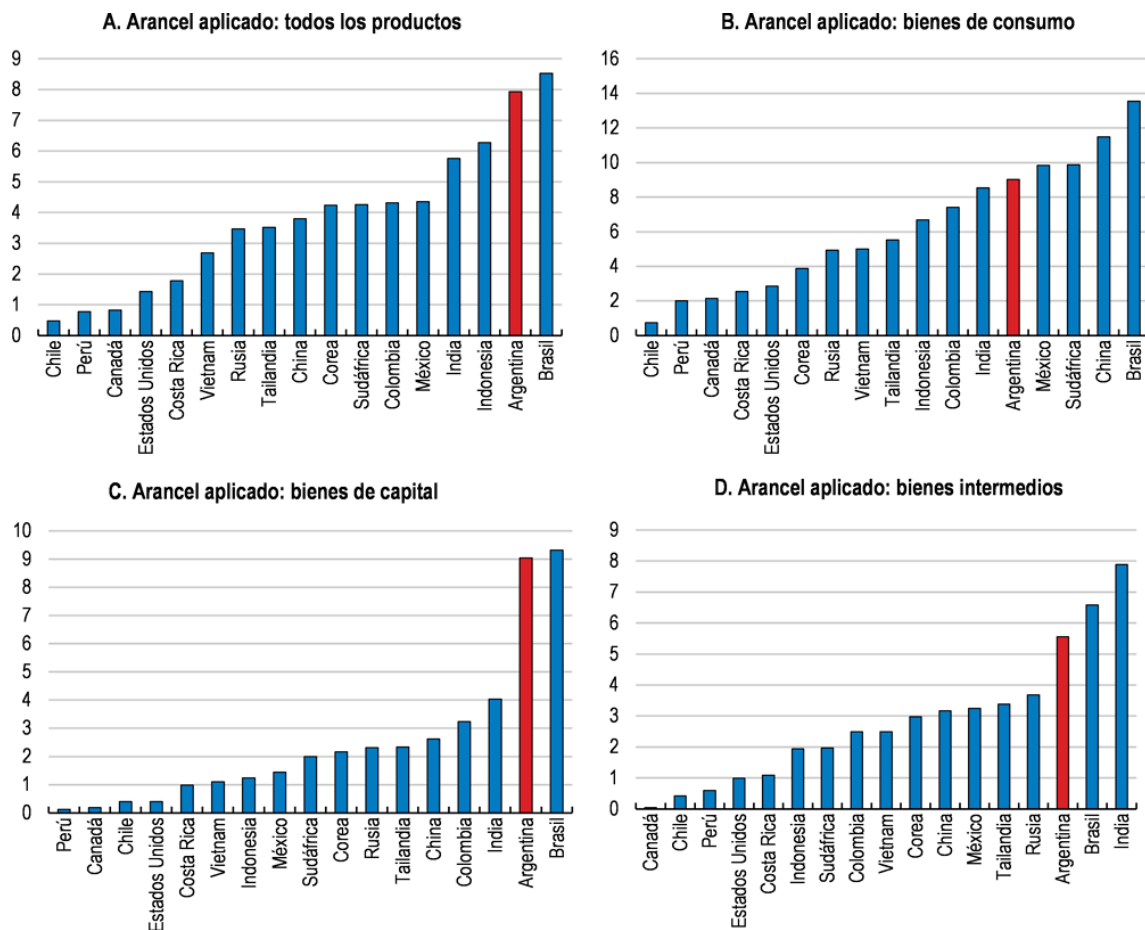 A. Arancel aplicado: todos los productos
9
8
7
6
5
4
3
2
1
0
Chile
Perú
Canadá
Estados Unidos
Costa Rica
Vietnam
Rusia
Tailandia
China
Corea
Sudáfrica
Colombia
México
India
Indonesia
Argentina
Brasil
B. Arancel aplicado: bienes de consumo
16
14
12
10
8
6
4
2
0
Chile
Perú
Canadá
Costa Rica
Estados Unidos
Corea
Rusia
Vietnam
Tailandia
Indonesia
Colombia
India
Argentina
México
Sudáfrica
China
Brasil
C. Arancel aplicado: bienes de capital
10
9
8
7
6
5
4
3
2
1
0
Perú
Canadá
Chile
Estados Unidos
Costa Rica
Vietnam
Indonesia
México
Sudáfrica
Corea
Rusia
Tailandia
China
Colombia
India
Argentina
Brasil
D. Arancel aplicado: bienes intermedios
9
8
7
6
5
4
3
2
1
0
Canadá
Chile
Perú
Estados Unidos
Costa Rica
Indonesia
Sudáfrica
Colombia
Vietnam
Corea
China
México
Tailandia
Rusia
Argentina
Brasil
India